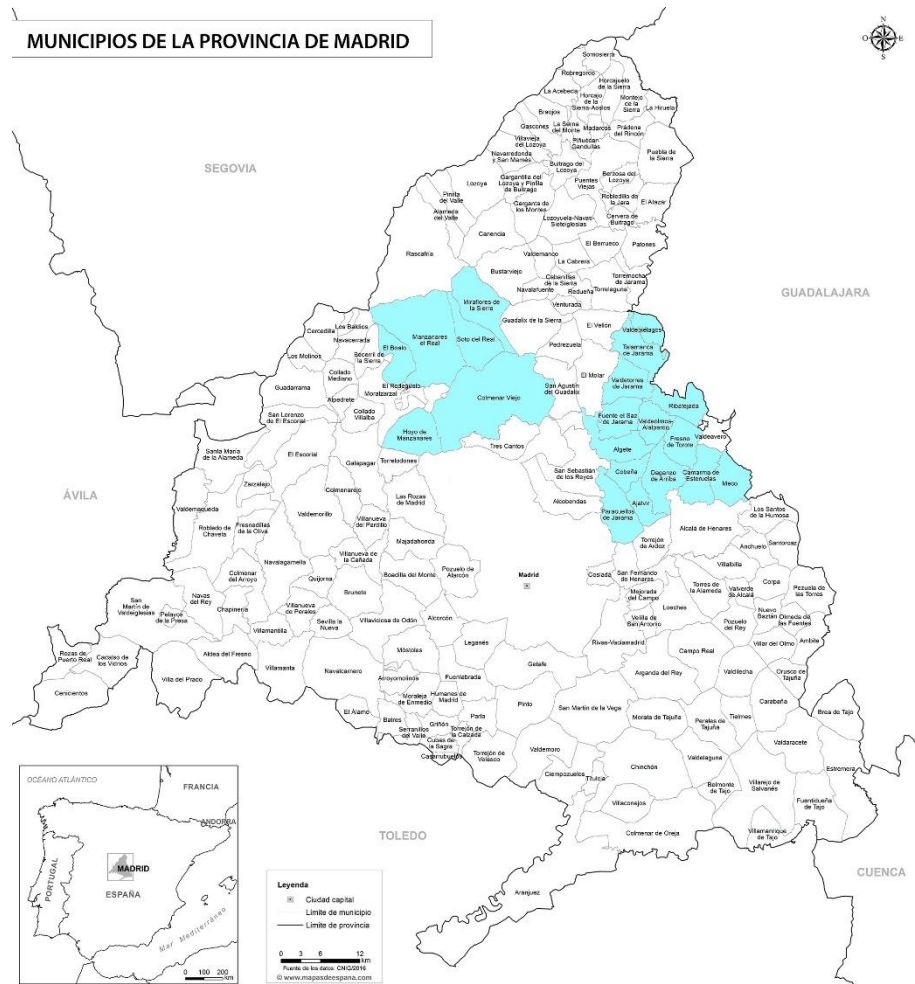 MUNICIPIOS DE LA PROVINCIA DE MADRID
N
O
E
S
SEGOVIA
GUADALAJARA
ÁVILA
TOLEDO
CUENCA
Somosierra
Robregordo
Horcajuelo
de la Sierra
La Acebeda
Horcajo
de la
Sierra-Aoslos
Montejo
de la
Sierra
La Hiruela
Braojos
La Serna
del Monte
Madarcos
Prádena
del Rincón
Gascones
Piñuécar-
Gandullas
Villavieja
del Lozoya
Puebla de
la Sierra
Navarredonda
y San Mamés
Buitrago del
Lozoya
Gargantilla del
Lozoya y Pinilla
de Buitrago
Puentes
Viejas
Berzosa del
Lozoya
Robledillo de
la Jara
El Atazar
Lozoya
Pinilla
del Valle
Alameda
del Valle
Garganta de
los Montes
Lozoyuela-Navas-
Sieteiglesias
Cervera de
Buitrago
Canencia
Rascafría
Valdemanco
El Berrueco
Patones
La Cabrera
Bustarviejo
Cabanillas
de la Sierra
Torremocha
de Jarama
Navalafuente
Redueña
Torrelaguna
Venturada
Miraflores de
la Sierra
Guadalix de la Sierra
El Vellón
Valdepiélagos
Cercedilla
Los Molinos
Navacerrada
Manzanares
el Real
Soto del Real
Pedrezuela
Talamanca
de Jarama
El Boalo
Becerril de
la Sierra
Collado
Mediano
El Molar
Valdetorres
de Jarama
Guadarrama
Moralzarzal
Colmenar Viejo
San Agustín
del Guadalix
Ribatejada
Alpedrete
San Lorenzo
de El Escorial
Collado
Villalba
Hoyo de
Manzanares
Fuente el Saz
de Jarama
Valdeolmos-
Alalpardo
Valdeavero
Fresno
de Torote
Santa María
de la Alameda
El Escorial
Galapagar
Torrelodones
Tres Cantos
Algete
Cobeña
Daganzo
de Arriba
Camarma de
Esteruelas
Meco
San Sebastián
de los Reyes
Zarzalejo
Colmenarejo
Las Rozas
de Madrid
Alcobendas
Paracuellos
de Jarama
Ajalvir
Valdemaqueda
Valdemorillo
Villanueva
del Pardillo
Alcalá de Henares
Los Santos
de la Humosa
Robledo de
Chavela
Fresnedillas
de la Oliva
Majadahonda
Torrejón
de Ardoz
Anchuelo
Santorcaz
Navalagamella
Villanueva de
la Cañada
Villalbilla
Colmenar
del Arroyo
Quijorna
Boadilla del Monte
Pozuelo de
Alarcón
Madrid
Coslada
San Fernando
de Henares
Torres de
la Alameda
Valverde
de Alcalá
Corpa
Pezuela de
las Torres
San
Martín de
Valdeiglesias
Navas
del Rey
Brunete
Mejorada
del Campo
Loeches
Nuevo
Baztán
Olmeda de
las Fuentes
Pelayos
de la Presa
Chapinería
Villanueva
de Perales
Sevilla la
Nueva
Velilla de
San Antonio
Pozuelo
del Rey
Villamantilla
Villaviciosa de Odón
Alcorcón
Leganés
Rivas-Vaciamadrid
Villar del Olmo
Ambite
Rozas de
Puerto Real
Cadalso de
los Vidrios
Aldea del Fresno
Villamanta
Móstoles
Getafe
Campo Real
Orusco de
Tajuña
Cenicientos
Villa del Prado
Navalcarnero
Arroyomolinos
Fuenlabrada
Arganda del Rey
Valdilecha
Moraleja
de Enmedio
Humanes de
Madrid
Pinto
San Martín de la Vega
Carabaña
Brea de Tajo
El Álamo
Batres
Griñón
Parla
Morata de Tajuña
Perales de
Tajuña
Tielmes
Serranillos
del Valle
Cubas de
la Sagra
Torrejón de
la Calzada
Casarrubuelos
Torrejón de
Velasco
Valdemoro
Valdaracete
Ciempozuelos
Titulcia
Chinchón
Valdelaguna
Estremera
Belmonte
de Tajo
Villarejo de
Salvanés
Fuentidueña
de Tajo
Villaconejos
Colmenar de Oreja
Villamanrique
de Tajo
Aranjuez
OCÉANO ATLÁNTICO
FRANCIA
ANDORRA
PORTUGAL
MADRID
ESPAÑA
Mar Mediterráneo
0 100 200
km
Leyenda
Ciudad capital
Límite de municipio
Límite de provincia
0 3 6 12
km
Fuente de los datos: CNIG/2016
© www.mapasdeespana.com